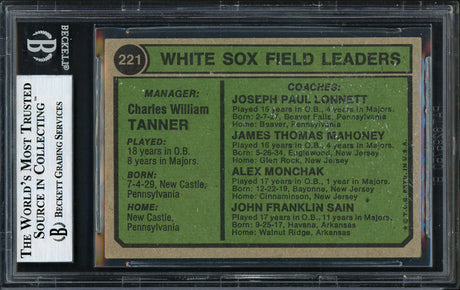 BECKETT
B
THE WORLD'S MOST TRUSTED
SOURCE IN COLLECTING™
BECKETT GRADING SERVICES
B
221
WHITE SOX FIELD LEADERS
MANAGER:
Charles William
TANNER
PLAYED:
18 years in O.B.
8 years in Majors.
BORN:
7-4-29, New Castle,
Pennsylvania
HOME:
New Castle,
Pennsylvania
COACHES:
JOSEPH PAUL LONNETT
Played 16 years in O.B., 4 years in Majors.
Born: 2-7-27, Beaver Falls, Pennsylvania
Home: Beaver, Pennsylvania
JAMES THOMAS MAHONEY
Played 16 years in O.B., 4 years in Majors.
Born: 5-26-34, Englewood, New Jersey
Home: Glen Rock, New Jersey
ALEX MONCHAK
Played 17 years in O.B., 1 year in Majors.
Born: 12-22-19, Bayonne, New Jersey
Home: Cinnaminson, New Jersey
JOHN FRANKLIN SAIN
Played 17 years in O.B., 11 years in Majors.
Born: 9-25-17, Havana, Arkansas
Home: Walnut Ridge, Arkansas